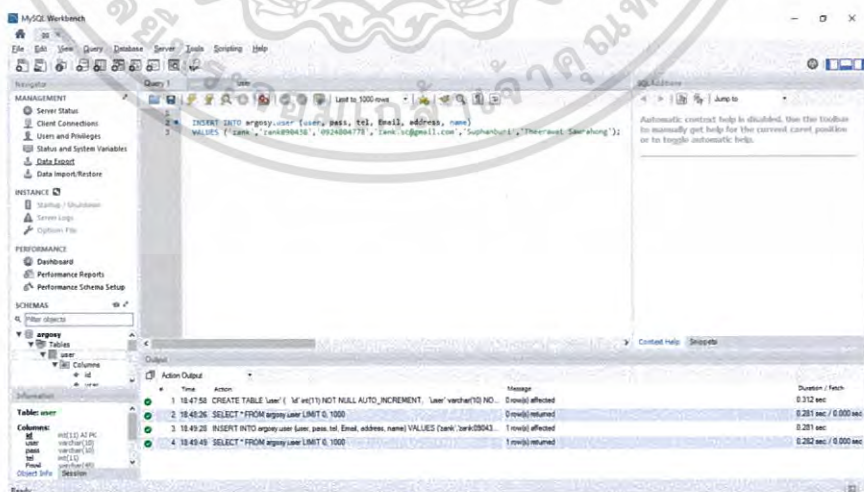 MySQL Workbench
File Edit View Query Database Server Tools Scripting Help
Navigator
MANAGEMENT
Server Status
Client Connections
Users and Privileges
Status and System Variables
Data Export
Data Import/Restore
INSTANCE
Startup / Shutdown
Server Logs
Options File
PERFORMANCE
Dashboard
Performance Reports
Performance Schema Setup
SCHEMAS
Filter objects
argosy
Tables
user
Columns
id
user
Information
Table: user
Columns:
id int(11) AI PK
user varchar(10)
pass varchar(10)
tel int(11)
Email varchar(45)
Object Info Session
Ready
Query 1 user
Limit to 1000 rows
1
2 INSERT INTO argosy.user (user, pass, tel, Email, address, name)
3 VALUES ('zank','zank890438','0924804778','zank.sc@gmail.com','Suphanburi','Theerawat Sawrahong');
SQL Additions
Jump to
Automatic context help is disabled. Use the toolbar
to manually get help for the current caret position
or to toggle automatic help.
Context Help Snippets
Output
Action Output
# Time Action Message Duration / Fetch
1 18:47:58 CREATE TABLE `user` ( `id` int(11) NOT NULL AUTO_INCREMENT, `user` varchar(10) NO... 0 row(s) affected 0.312 sec
2 18:48:26 SELECT * FROM argosy.user LIMIT 0, 1000 0 row(s) returned 0.281 sec / 0.000 sec
3 18:49:28 INSERT INTO argosy.user (user, pass, tel, Email, address, name) VALUES ('zank','zank89043... 1 row(s) affected 0.281 sec
4 18:49:49 SELECT * FROM argosy.user LIMIT 0, 1000 1 row(s) returned 0.282 sec / 0.000 sec